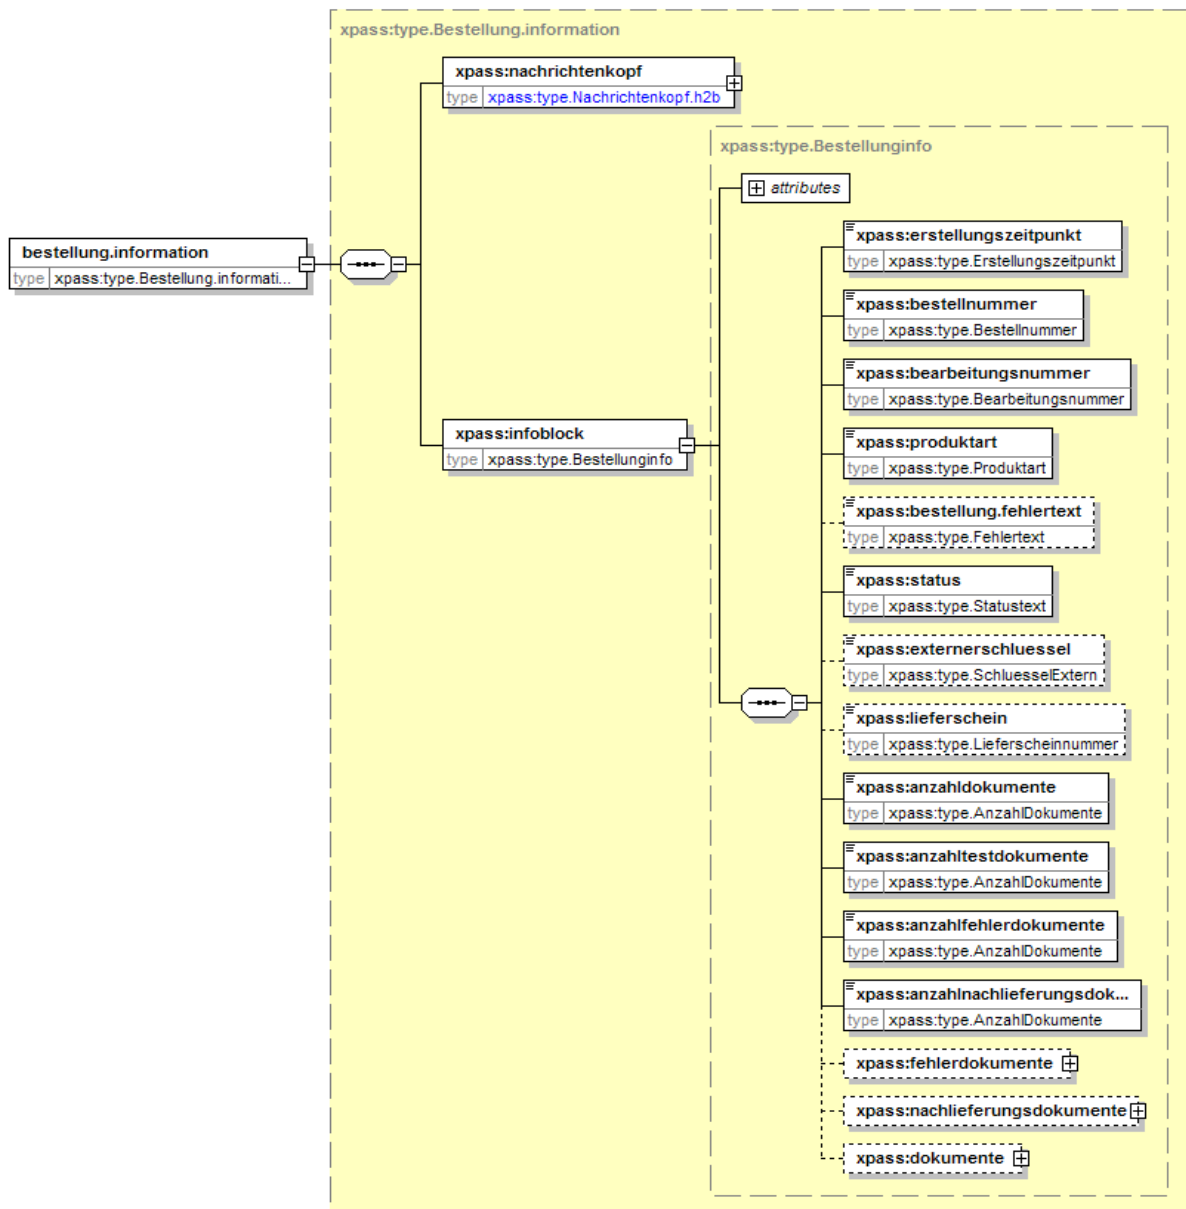 xpass:type.Bestellung.information
xpass:nachrichtenkopf
type xpass:type.Nachrichtenkopf.h2b
xpass:type.Bestellunginfo
attributes
bestellung.information
type xpass:type.Bestellung.informati...
xpass:erstellungszeitpunkt
type xpass:type.Erstellungszeitpunkt
xpass:bestellnummer
type xpass:type.Bestellnummer
xpass:bearbeitungsnummer
type xpass:type.Bearbeitungsnummer
xpass:infoblock
type xpass:type.Bestellunginfo
xpass:produktart
type xpass:type.Produktart
xpass:bestellung.fehlertext
type xpass:type.Fehlertext
xpass:status
type xpass:type.Statustext
xpass:externerschluessel
type xpass:type.SchluesselExtern
xpass:lieferschein
type xpass:type.Lieferscheinnummer
xpass:anzahldokumente
type xpass:type.AnzahlDokumente
xpass:anzahltestdokumente
type xpass:type.AnzahlDokumente
xpass:anzahlfehlerdokumente
type xpass:type.AnzahlDokumente
xpass:anzahlnachlieferungsdok...
type xpass:type.AnzahlDokumente
xpass:fehlerdokumente
xpass:nachlieferungsdokumente
xpass:dokumente